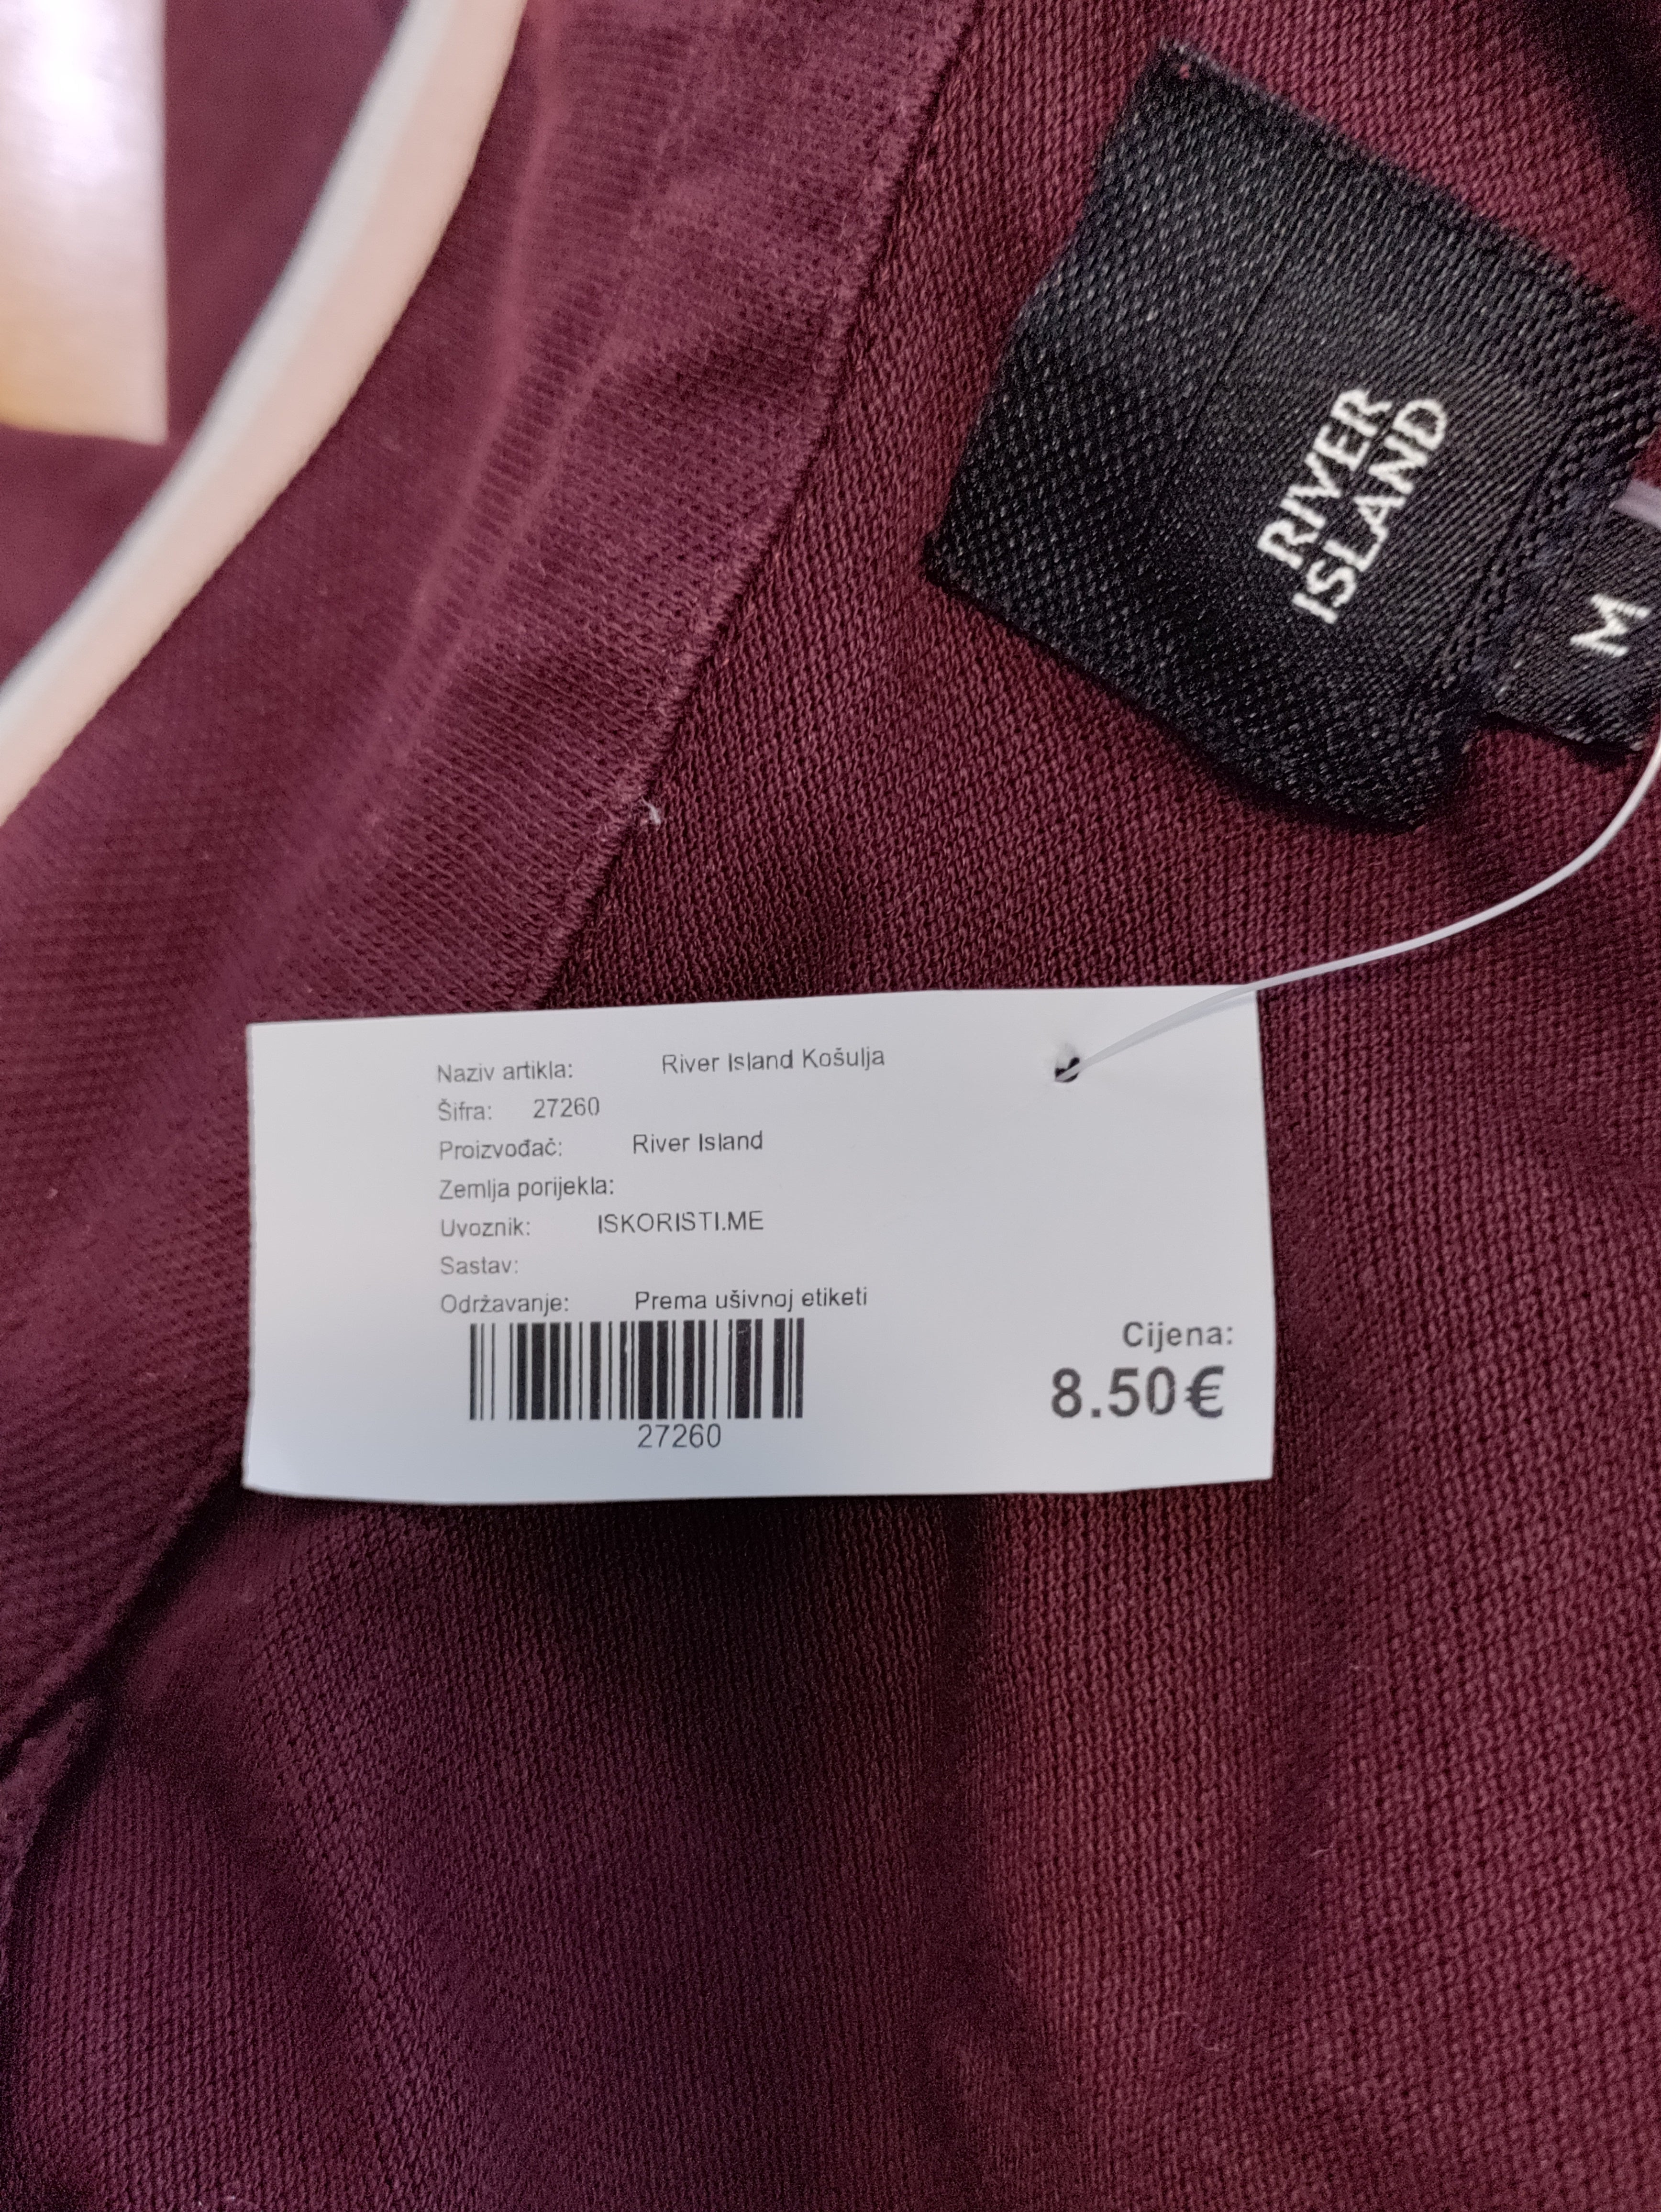 RIVER
ISLAND
M
Naziv artikla: River Island Košulja
Šifra: 27260
Proizvođač: River Island
Zemlja porijekla:
Uvoznik: ISKORISTI.ME
Sastav:
Održavanje: Prema ušivnoj etiketi
27260
Cijena:
8.50€